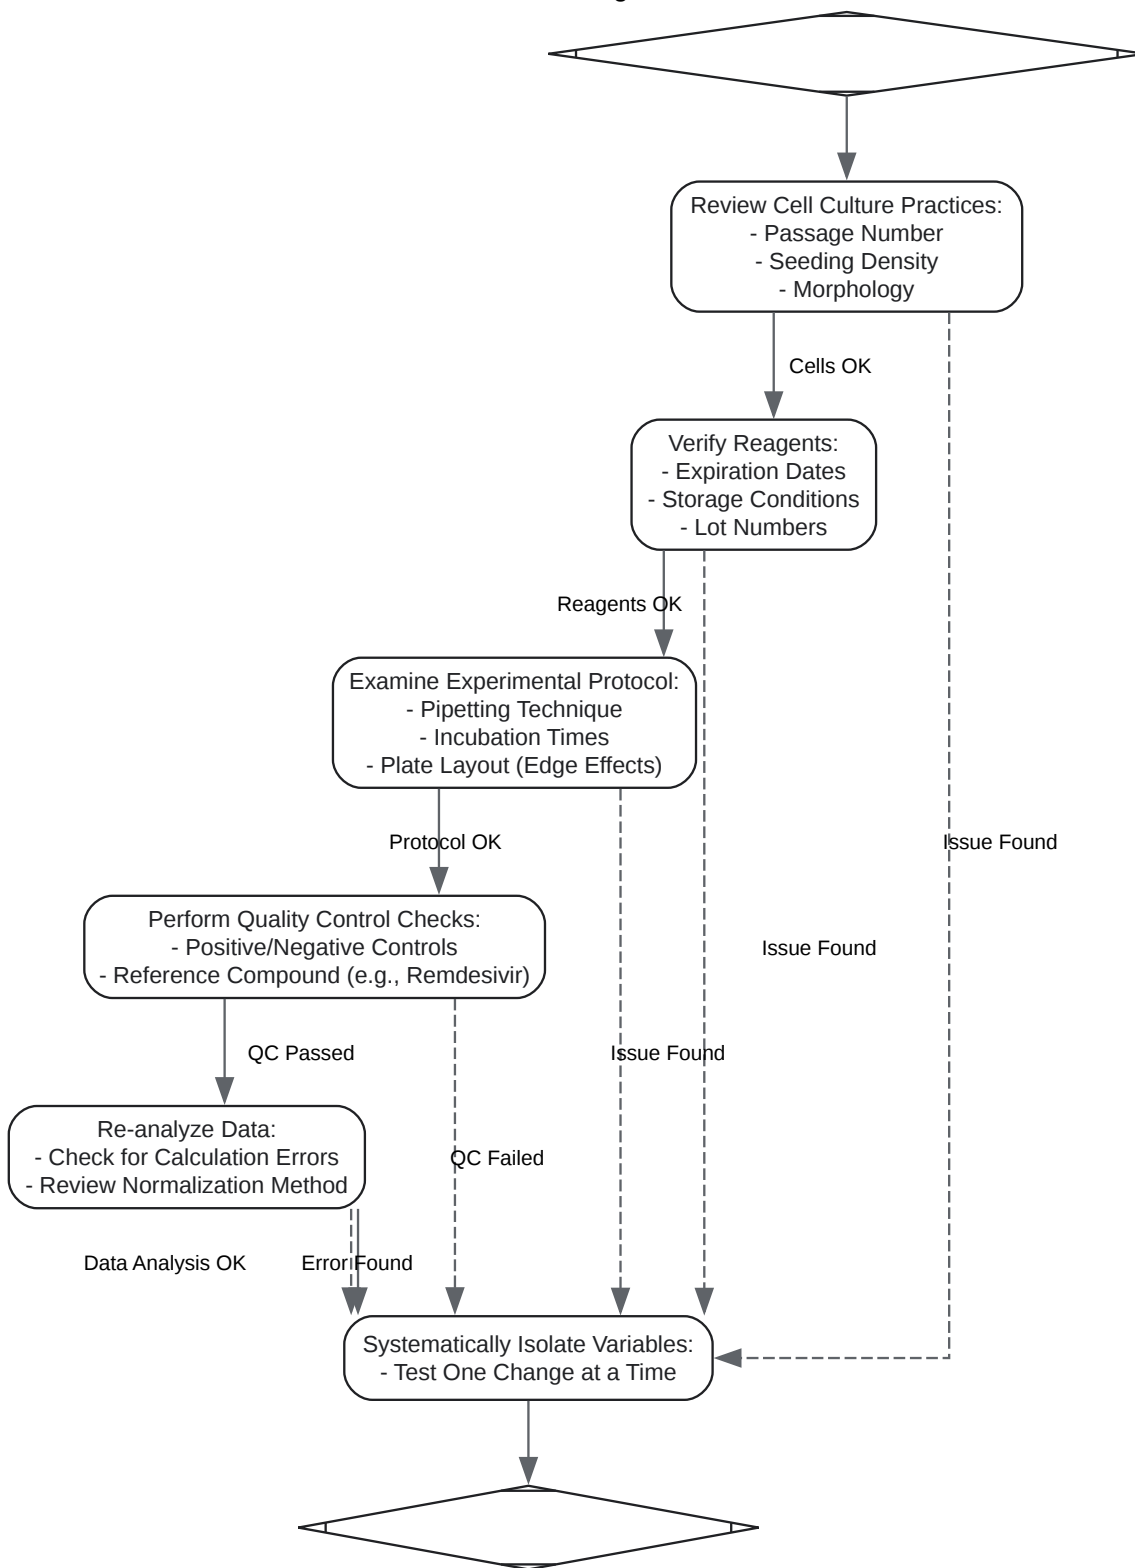 Review Cell Culture Practices:
- Passage Number
- Seeding Density
- Morphology
Cells OK
Verify Reagents:
- Expiration Dates
- Storage Conditions
- Lot Numbers
Reagents OK
Examine Experimental Protocol:
- Pipetting Technique
- Incubation Times
- Plate Layout (Edge Effects)
Protocol OK
Issue Found
Perform Quality Control Checks:
- Positive/Negative Controls
- Reference Compound (e.g., Remdesivir)
Issue Found
QC Passed
Issue Found
Re-analyze Data:
- Check for Calculation Errors
- Review Normalization Method
QC Failed
Data Analysis OK
Error Found
Systematically Isolate Variables:
- Test One Change at a Time